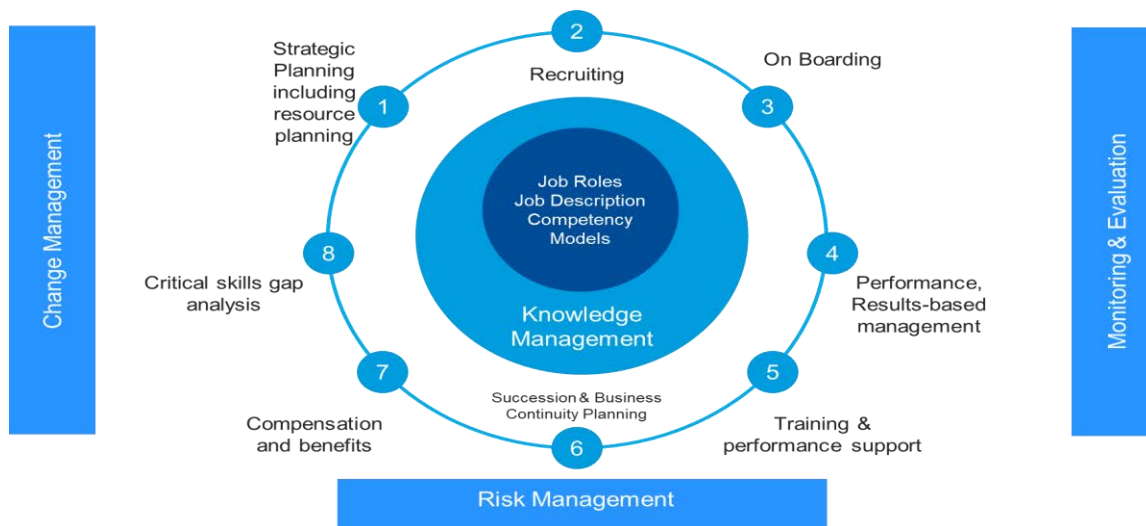 Change Management
1
Strategic
Planning
including
resource
planning
2
Recruiting
3
On Boarding
4
Performance,
Results-based
management
5
Training &
performance support
6
Succession & Business
Continuity Planning
7
Compensation
and benefits
8
Critical skills gap
analysis
Job Roles
Job Description
Competency
Models
Knowledge
Management
Risk Management
Monitoring & Evaluation